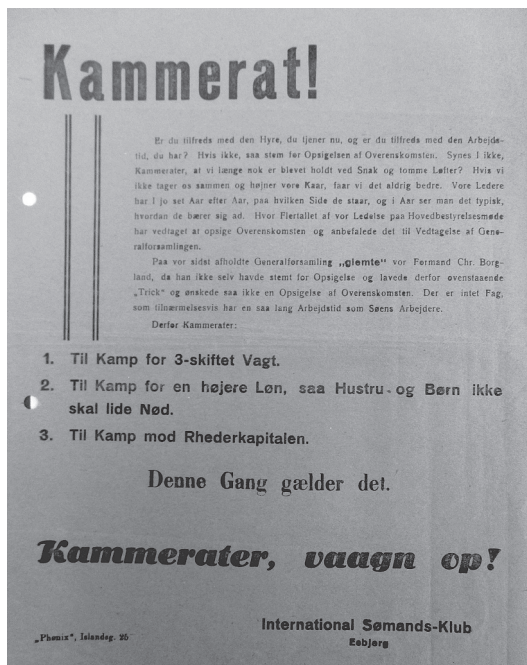 Kammerat!
Er du tilfreds med den Hyre, du tjener nu, og er du tilfreds med den Arbejds-
tid, du har? Hvis ikke, saa stem for Opsigelsen af Overenskomsten. Synes I ikke,
Kammerater, at vi længe nok er blevet holdt ved Snak og tomme Løfter? Hvis vi
ikke tager os sammen og højner vore Kaar, faar vi det aldrig bedre. Vore Ledere
har I jo set Aar efter Aar, paa hvilken Side de staar, og i Aar ser man det typisk,
hvordan de bærer sig ad. Hvor Flertallet af vor Ledelse paa Hovedbestyrelsesmøde
har vedtaget at opsige Overenskomsten og anbefalede det til Vedtagelse af Gene-
ralforsamlingen.
Paa vor sidst afholdte Generalforsamling „glemte“ vor Formand Chr. Borg-
land, da han ikke selv havde stemt for Opsigelse og lavede derfor ovenstaaende
„Trick“ og ønskede saa ikke en Opsigelse af Overenskomsten. Der er intet Fag,
som tilnærmelsesvis har en saa lang Arbejdstid som Søens Arbejdere.
Derfor Kammerater:
1. Til Kamp for 3-skiftet Vagt.
2. Til Kamp for en højere Løn, saa Hustru og Børn ikke
skal lide Nød.
3. Til Kamp mod Rhederkapitalen.
Denne Gang gælder det.
Kammerater, vaagn op!
International Sømands-Klub
Esbjerg
„Phønix“, Islandsg. 25